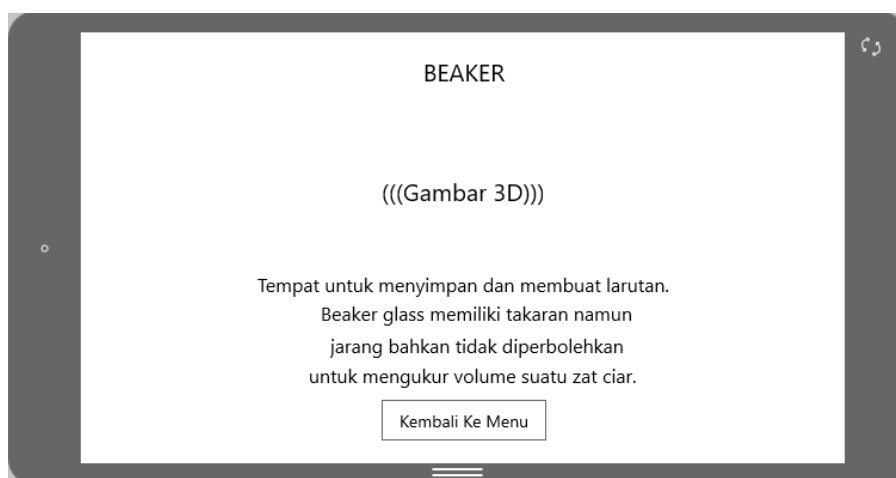 BEAKER
(((Gambar 3D)))
Tempat untuk menyimpan dan membuat larutan.
Beaker glass memiliki takaran namun
jarang bahkan tidak diperbolehkan
untuk mengukur volume suatu zat ciar.
Kembali Ke Menu